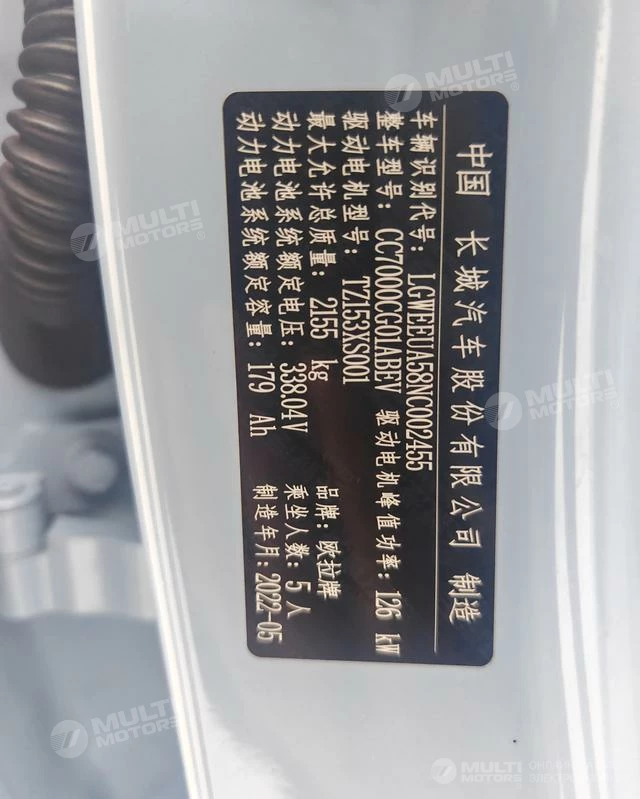 中国 长城汽车股份有限公司 制造
车辆识别代号: LGWEEUA58NC002455
整车型号: CC7000CG01ABEV 驱动电机峰值功率: 126 kW
驱动电机型号: TZ153XS001
最大允许总质量: 2155 kg 品牌: 欧拉牌
动力电池系统额定电压: 338.04V 乘坐人数: 5 人
动力电池系统额定容量: 179 Ah 制造年月: 2022-05
MULTI
MOTORS®
MULTI
MOTORS®
MULTI
MOTORS®
MULTI
MOTORS®
MULTI
MOTORS